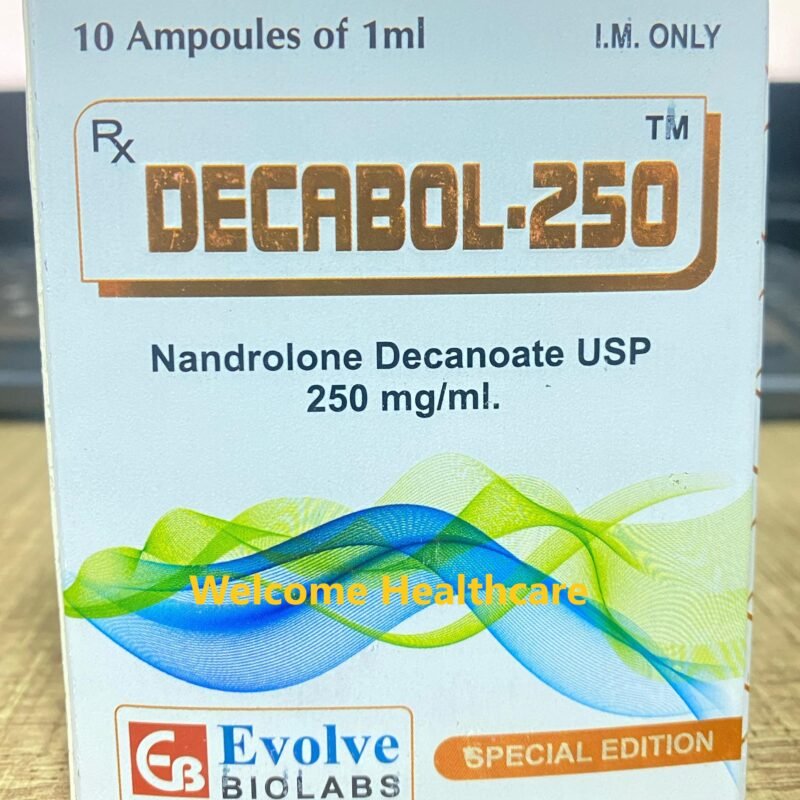 10 Ampoules of 1ml
I.M. ONLY
Rx
TM
DECABOL-250
Nandrolone Decanoate USP
250 mg/ml.
Welcome Healthcare
EB
Evolve
BIOLABS
SPECIAL EDITION